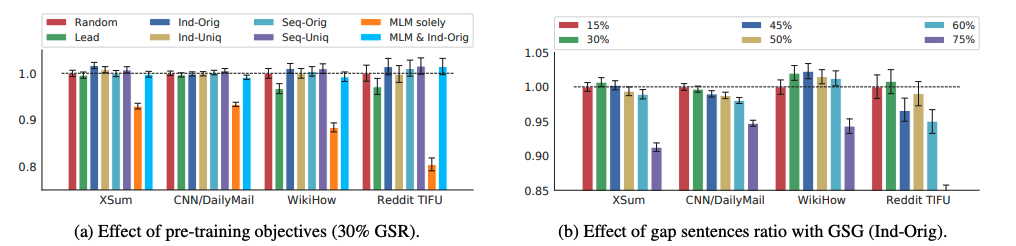 Random Ind-Orig Seq-Orig MLM solely
Lead Ind-Uniq Seq-Uniq MLM & Ind-Orig
1.0
0.9
0.8
XSum CNN/DailyMail WikiHow Reddit TIFU
(a) Effect of pre-training objectives (30% GSR).
15% 45% 60%
30% 50% 75%
1.05
1.00
0.95
0.90
0.85
XSum CNN/DailyMail WikiHow Reddit TIFU
(b) Effect of gap sentences ratio with GSG (Ind-Orig).